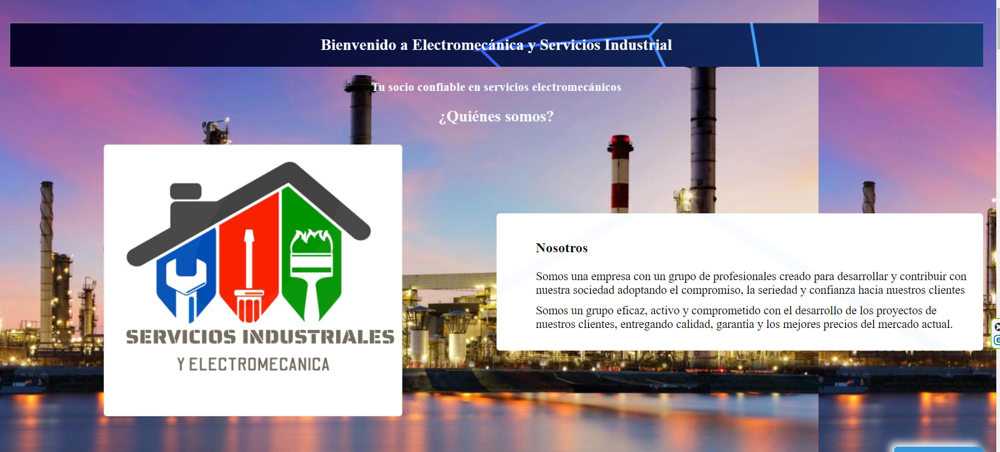 Bienvenido a Electromecánica y Servicios Industrial
Tu socio confiable en servicios electromecánicos
¿Quiénes somos?
SERVICIOS INDUSTRIALES
Y ELECTROMECANICA
Nosotros
Somos una empresa con un grupo de profesionales creado para desarrollar y contribuir con
nuestra sociedad adoptando el compromiso, la seriedad y confianza hacia nuestros clientes
Somos un grupo eficaz, activo y comprometido con el desarrollo de los proyectos de
nuestros clientes, entregando calidad, garantía y los mejores precios del mercado actual.